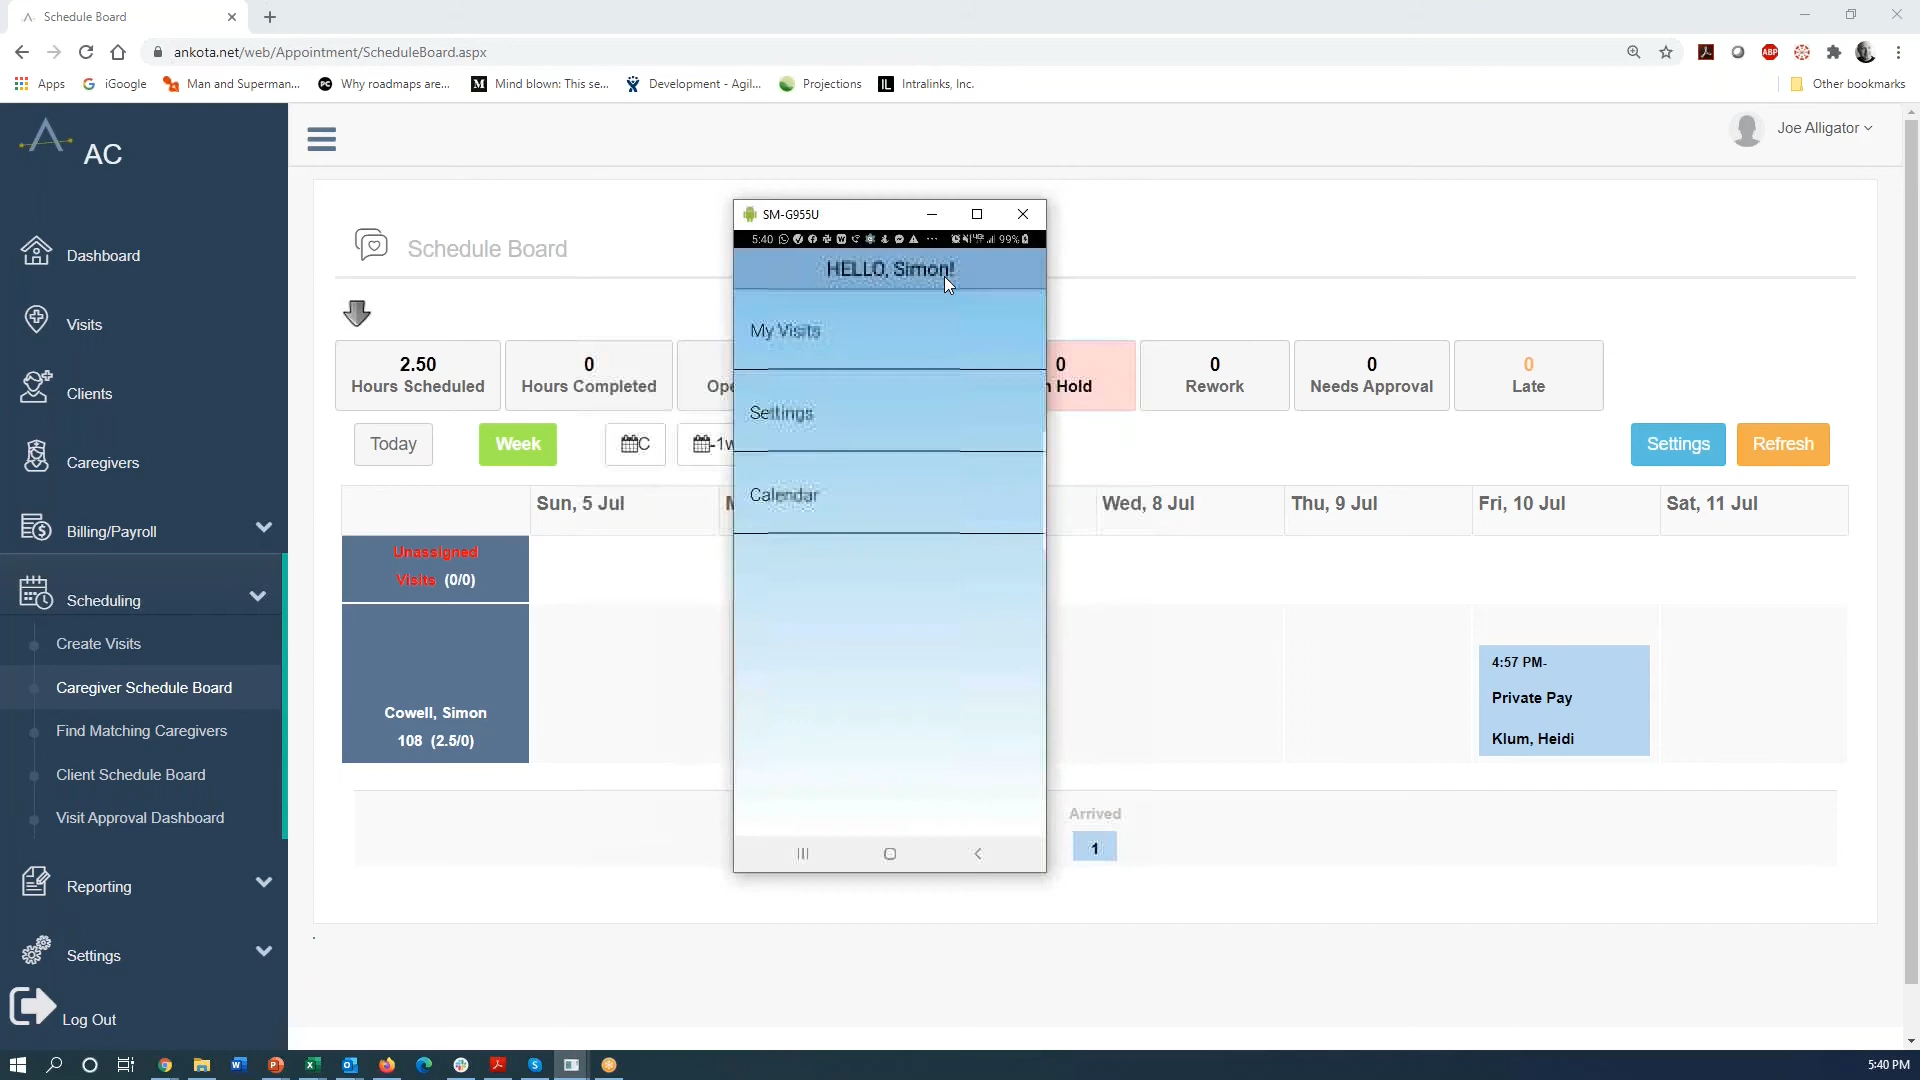 Schedule Board
ankota.net/web/Appointment/ScheduleBoard.aspx
Apps
iGoogle
Man and Superman...
Why roadmaps are...
Mind blown: This se...
Development - Agil...
Projections
Intralinks, Inc.
Other bookmarks
AC
Joe Alligator
Dashboard
Visits
Clients
Caregivers
Billing/Payroll
Scheduling
Create Visits
Caregiver Schedule Board
Find Matching Caregivers
Client Schedule Board
Visit Approval Dashboard
Reporting
Settings
Log Out
Schedule Board
2.50
Hours Scheduled
0
Hours Completed
0
Rework
0
Needs Approval
0
Late
0
Hold
Today
Week
C
-1w
Settings
Refresh
Sun, 5 Jul
Wed, 8 Jul
Thu, 9 Jul
Fri, 10 Jul
Sat, 11 Jul
Unassigned
Visits (0/0)
Cowell, Simon
108 (2.5/0)
4:57 PM-
Private Pay
Klum, Heidi
Arrived
1
SM-G955U
5:40
99%
HELLO, Simon!
My Visits
Settings
Calendar
5:40 PM